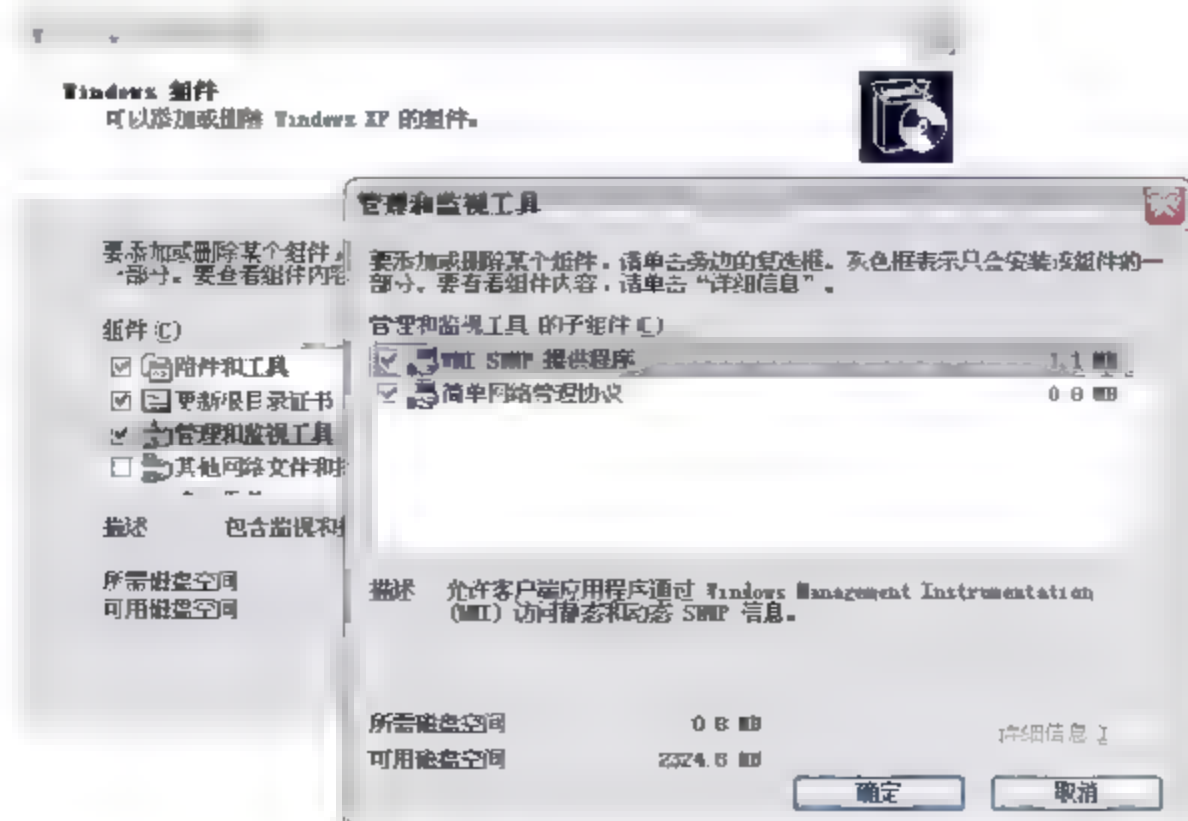 Windows 组件
可以添加或删除 Windows XP 的组件。
要添加或删除某个组件,
一部分。要查看组件内容
组件(C)
附件和工具
更新根目录证书
管理和监视工具
其他网络文件和
描述 包含监视和
所需磁盘空间
可用磁盘空间
管理和监视工具
要添加或删除某个组件,请单击旁边的复选框。灰色框表示只会安装该组件的一
部分。要查看组件内容,请单击“详细信息”。
管理和监视工具 的子组件(C)
WMI SNMP 提供程序 1.1 MB
简单网络管理协议 0.8 MB
描述 允许客户端应用程序通过 Windows Management Instrumentation
(WMI) 访问静态和动态 SNMP 信息。
所需磁盘空间 0.8 MB
可用磁盘空间 2324.6 MB
详细信息
确定 取消